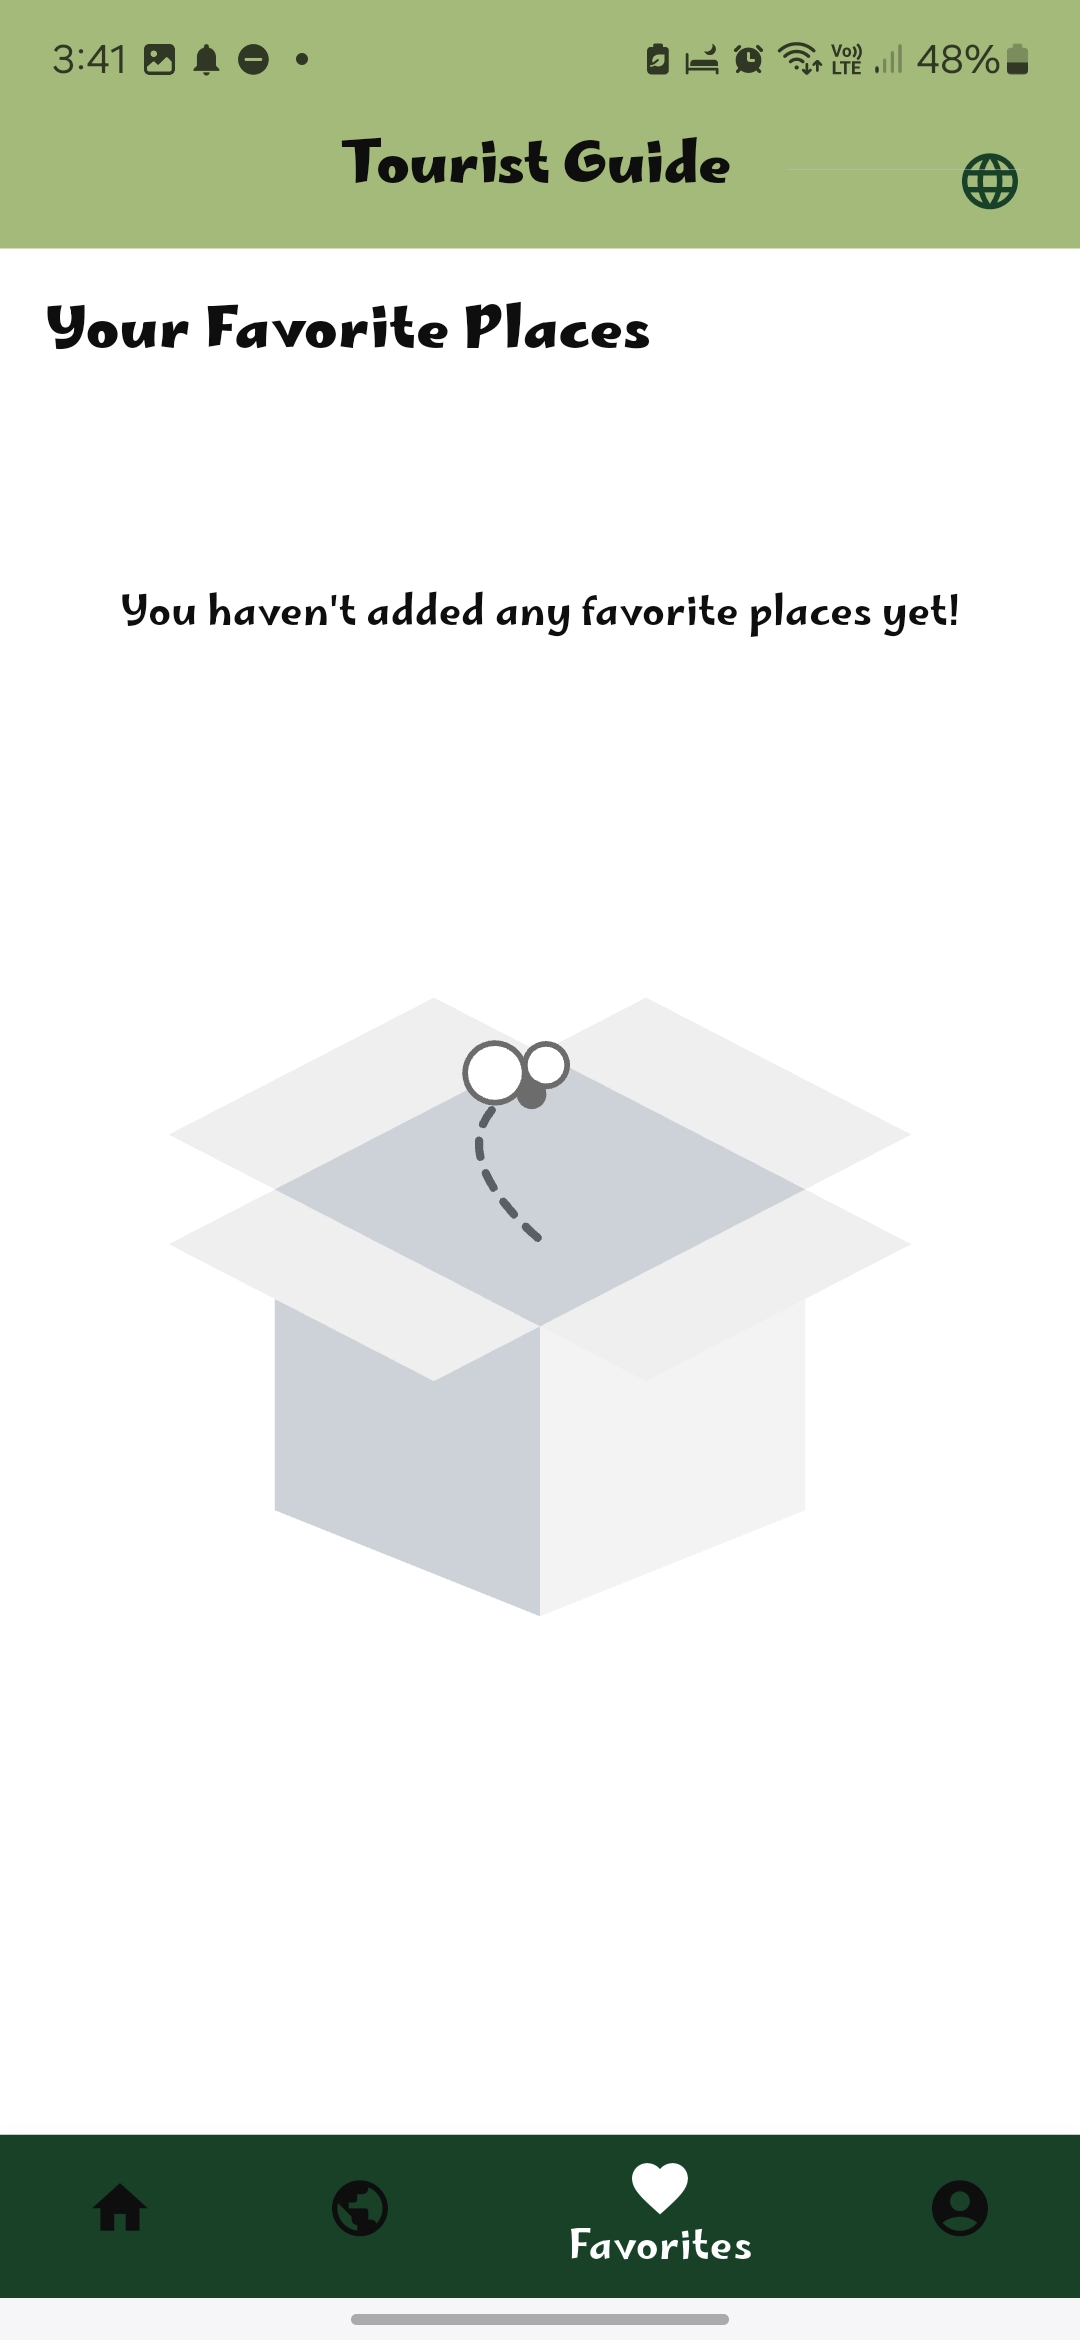 3:41
Vo)) LTE 48%
Tourist Guide
Your Favorite Places
You haven't added any favorite places yet!
Favorites